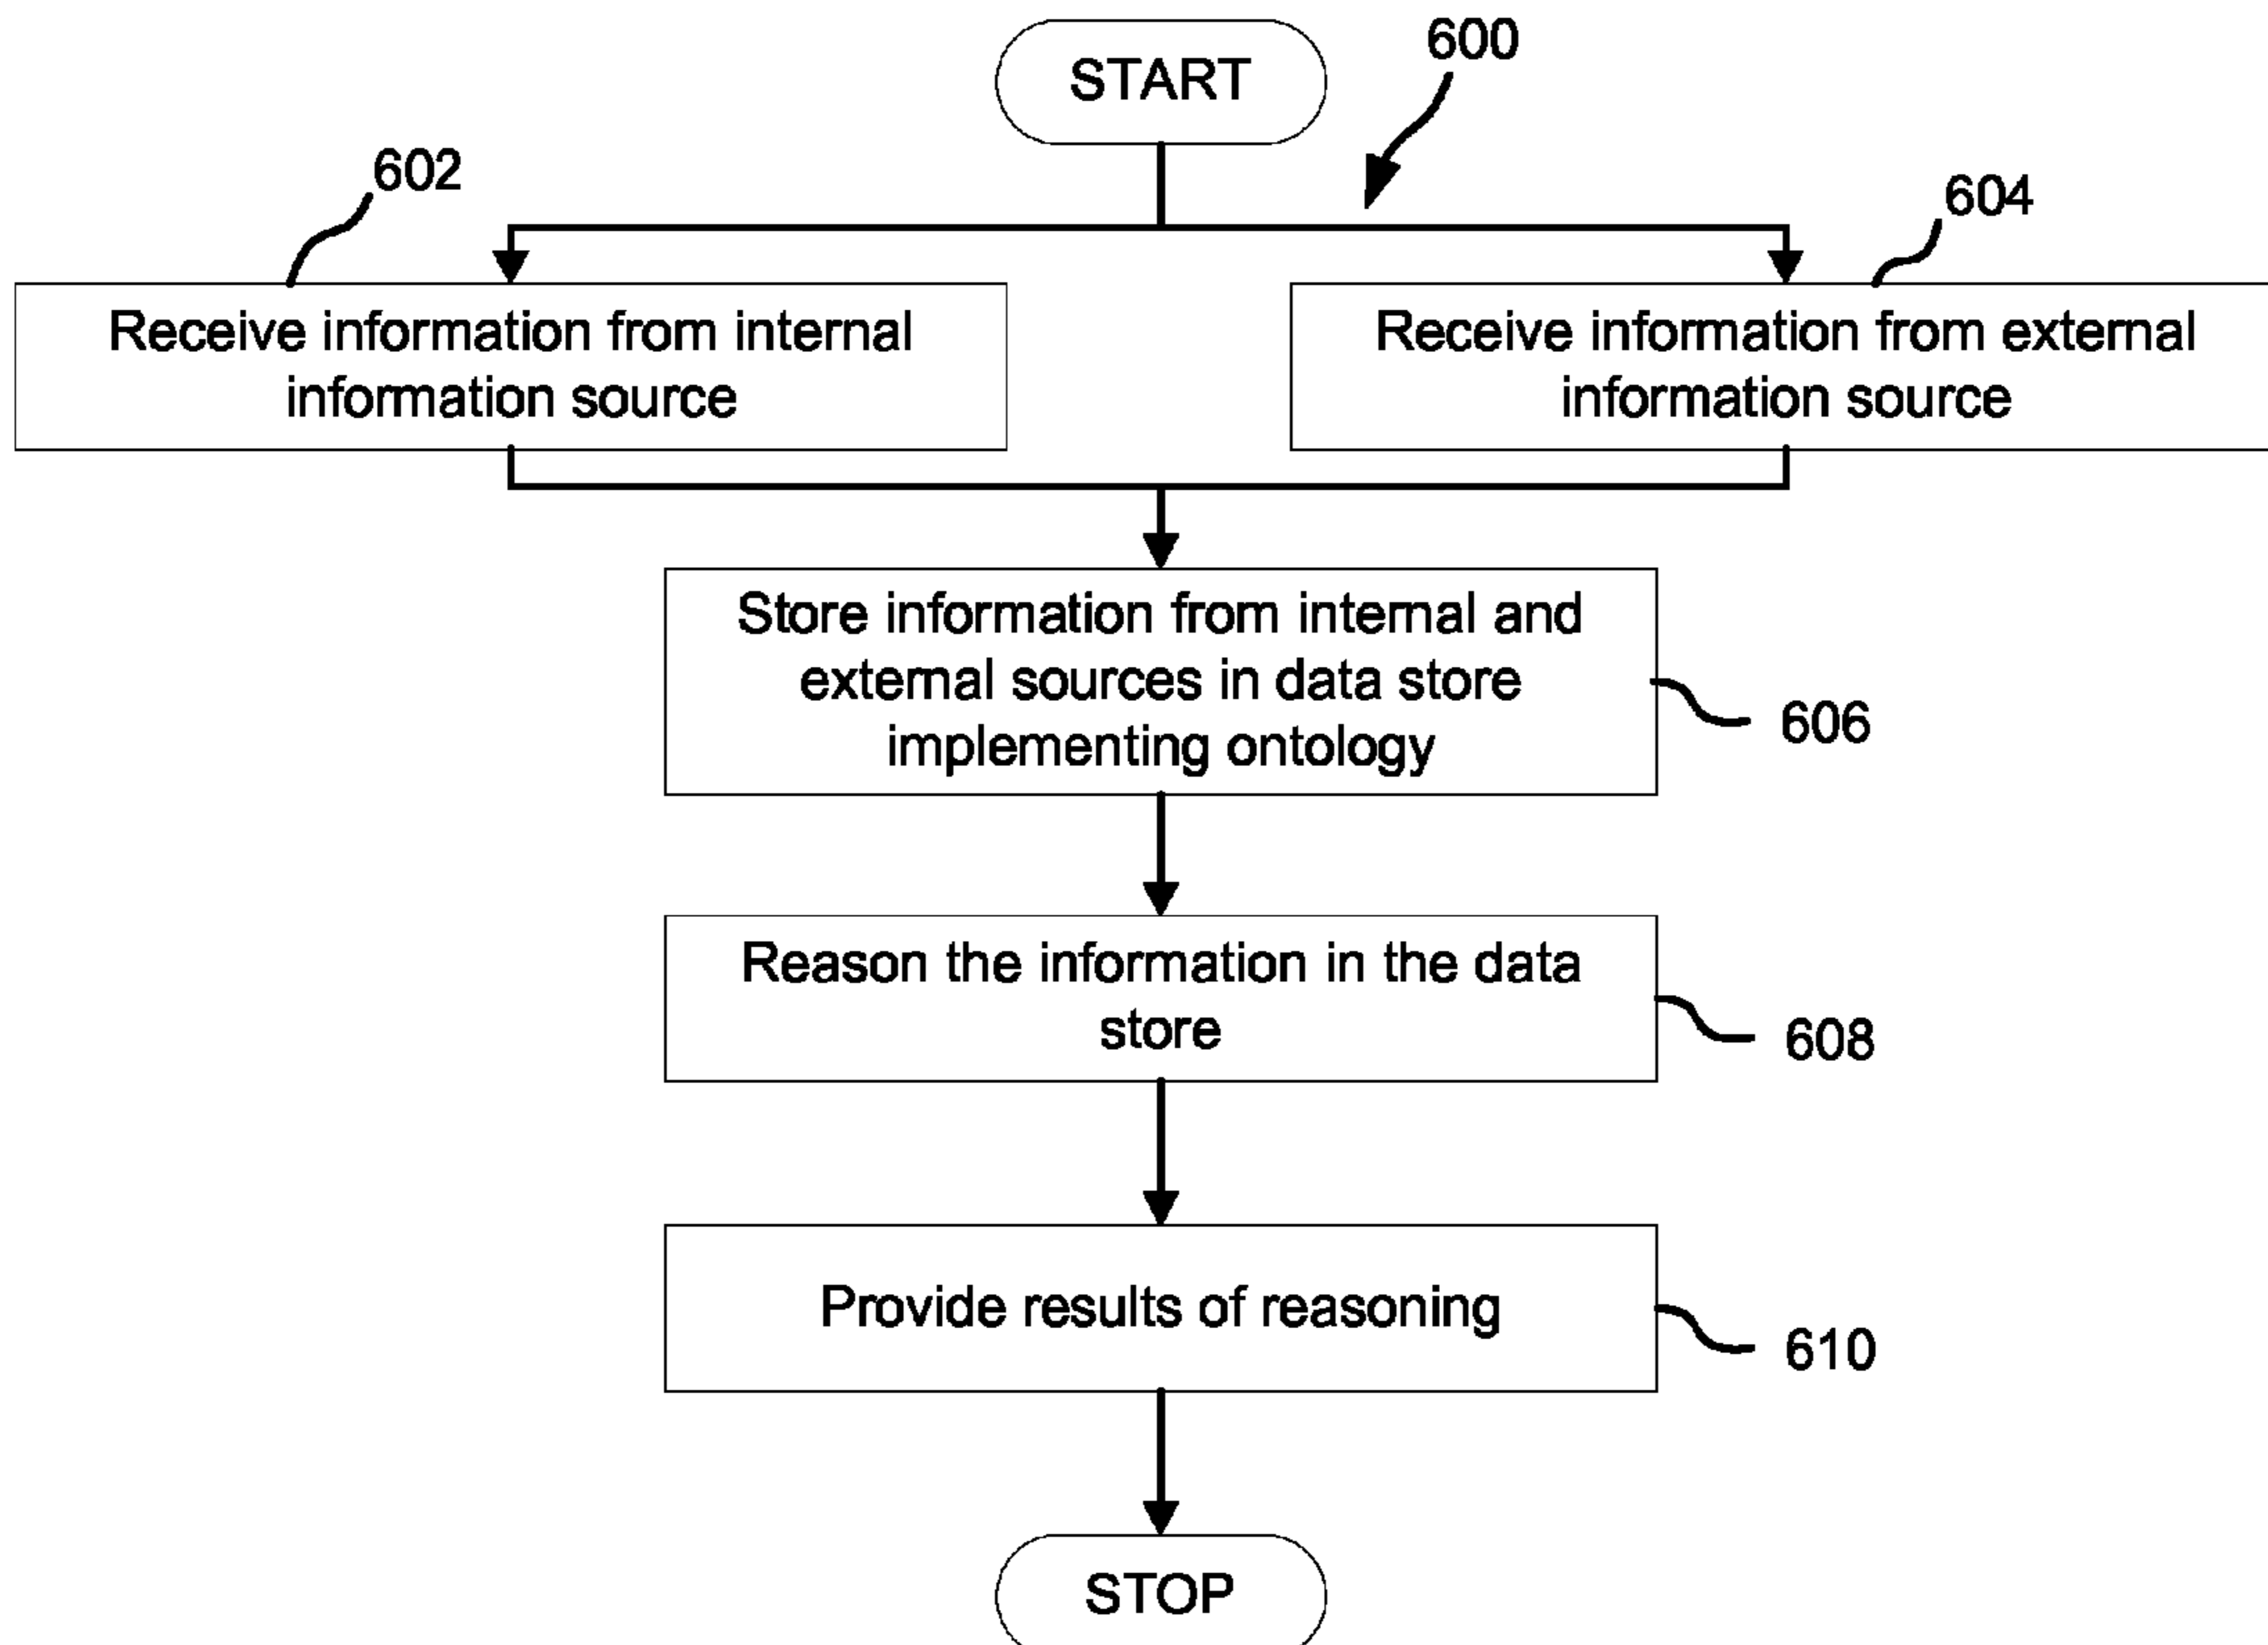 START
600
602
604
Receive information from internal
information source
Receive information from external
information source
Store information from internal and
external sources in data store
implementing ontology
606
Reason the information in the data
store
608
Provide results of reasoning
610
STOP